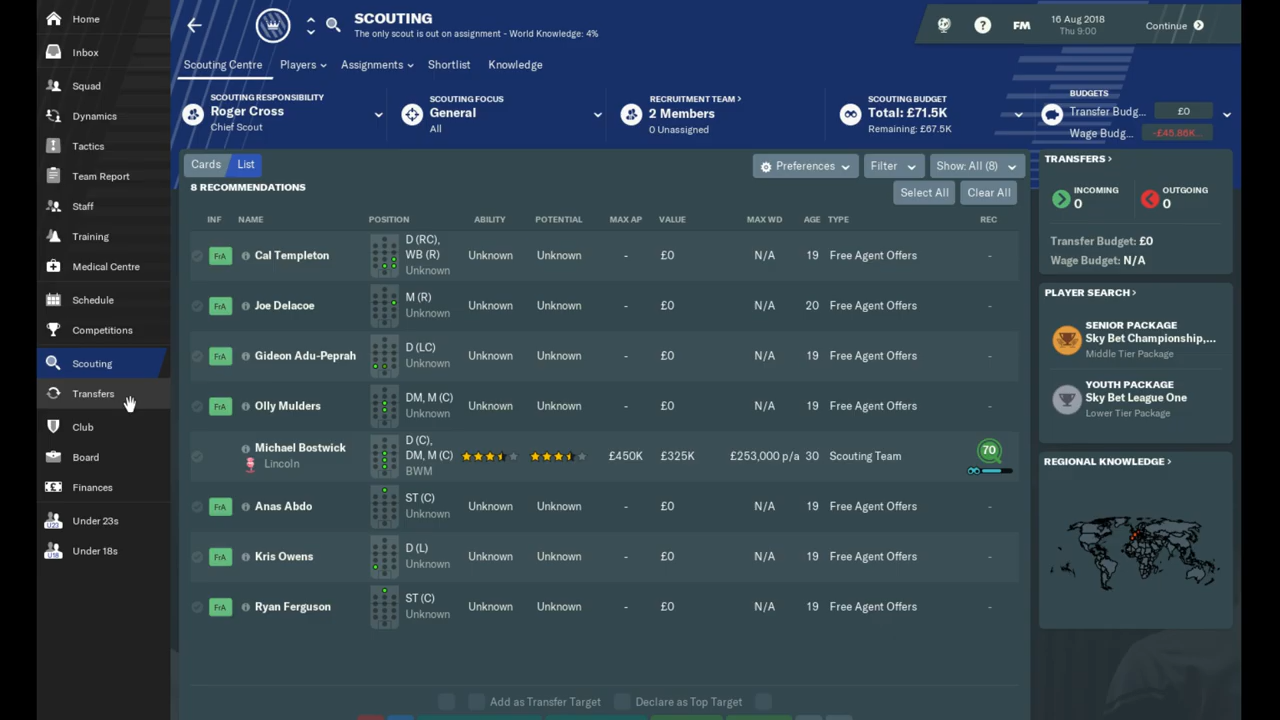 Home
Inbox
Squad
Dynamics
Tactics
Team Report
Staff
Training
Medical Centre
Schedule
Competitions
Scouting
Transfers
Club
Board
Finances
Under 23s
Under 18s
SCOUTING
The only scout is out on assignment - World Knowledge: 4%
FM
16 Aug 2018
Thu 9:00
Continue
Scouting Centre
Players
Assignments
Shortlist
Knowledge
SCOUTING RESPONSIBILITY
Roger Cross
Chief Scout
SCOUTING FOCUS
General
All
RECRUITMENT TEAM >
2 Members
0 Unassigned
SCOUTING BUDGET
Total: £71.5K
Remaining: £67.5K
BUDGETS
Transfer Budg... £0
Wage Budg... -£45.86K...
Cards List
Preferences Filter Show: All (8)
8 RECOMMENDATIONS
Select All Clear All
INF NAME POSITION ABILITY POTENTIAL MAX AP VALUE MAX WD AGE TYPE REC
FrA Cal Templeton D (RC), WB (R) Unknown Unknown Unknown - £0 N/A 19 Free Agent Offers -
FrA Joe Delacoe M (R) Unknown Unknown Unknown - £0 N/A 20 Free Agent Offers -
FrA Gideon Adu-Peprah D (LC) Unknown Unknown Unknown - £0 N/A 19 Free Agent Offers -
FrA Olly Mulders DM, M (C) Unknown Unknown Unknown - £0 N/A 19 Free Agent Offers -
Michael Bostwick Lincoln D (C), DM, M (C) BWM £450K £325K £253,000 p/a 30 Scouting Team 70
FrA Anas Abdo ST (C) Unknown Unknown Unknown - £0 N/A 19 Free Agent Offers -
FrA Kris Owens D (L) Unknown Unknown Unknown - £0 N/A 19 Free Agent Offers -
FrA Ryan Ferguson ST (C) Unknown Unknown Unknown - £0 N/A 19 Free Agent Offers -
Add as Transfer Target Declare as Top Target
TRANSFERS >
INCOMING
0
OUTGOING
0
Transfer Budget: £0
Wage Budget: N/A
PLAYER SEARCH >
SENIOR PACKAGE
Sky Bet Championship,...
Middle Tier Package
YOUTH PACKAGE
Sky Bet League One
Lower Tier Package
REGIONAL KNOWLEDGE >